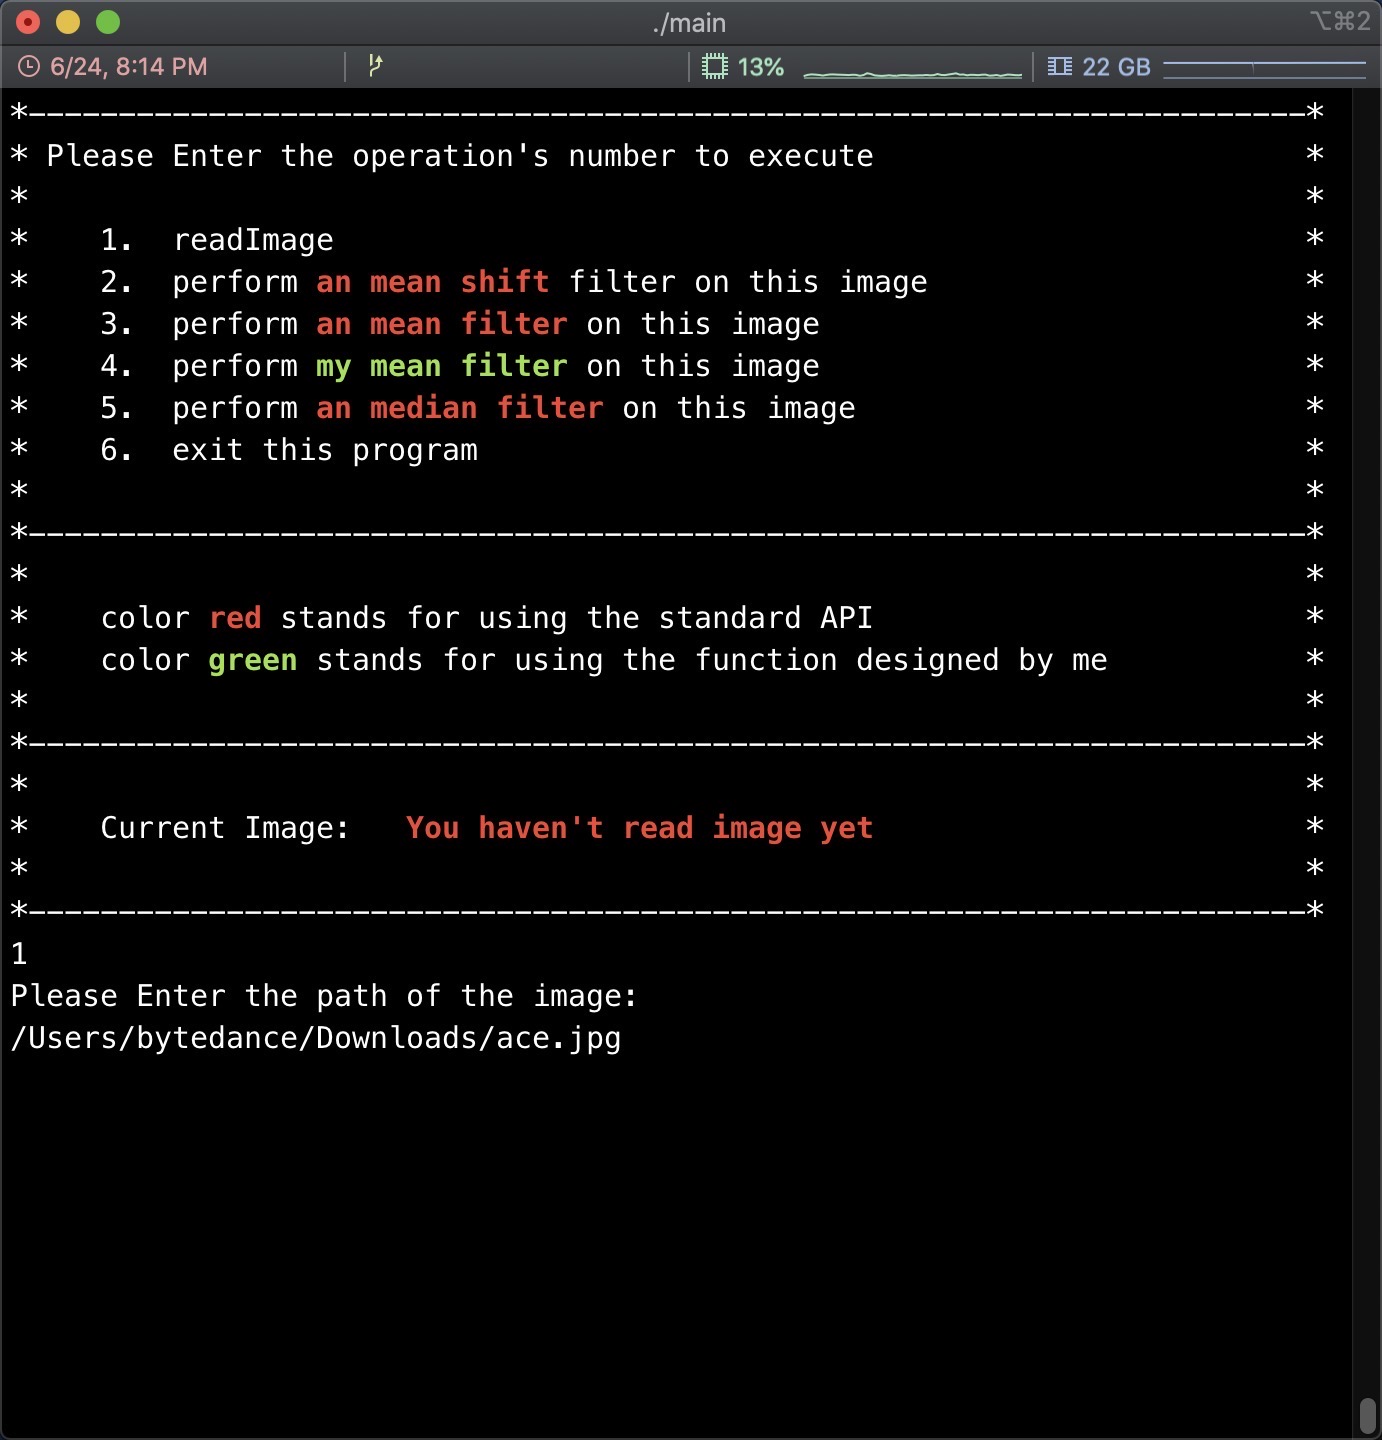 ./main
⌥⌘2
6/24, 8:14 PM 13% 22 GB
*-----------------------------------------------------------------------*
* Please Enter the operation's number to execute                        *
*                                                                       *
*    1.  readImage                                                      *
*    2.  perform an mean shift filter on this image                     *
*    3.  perform an mean filter on this image                           *
*    4.  perform my mean filter on this image                           *
*    5.  perform an median filter on this image                         *
*    6.  exit this program                                              *
*                                                                       *
*-----------------------------------------------------------------------*
*                                                                       *
*    color red stands for using the standard API                        *
*    color green stands for using the function designed by me           *
*                                                                       *
*-----------------------------------------------------------------------*
*                                                                       *
*    Current Image:   You haven't read image yet                        *
*                                                                       *
*-----------------------------------------------------------------------*
1
Please Enter the path of the image:
/Users/bytedance/Downloads/ace.jpg